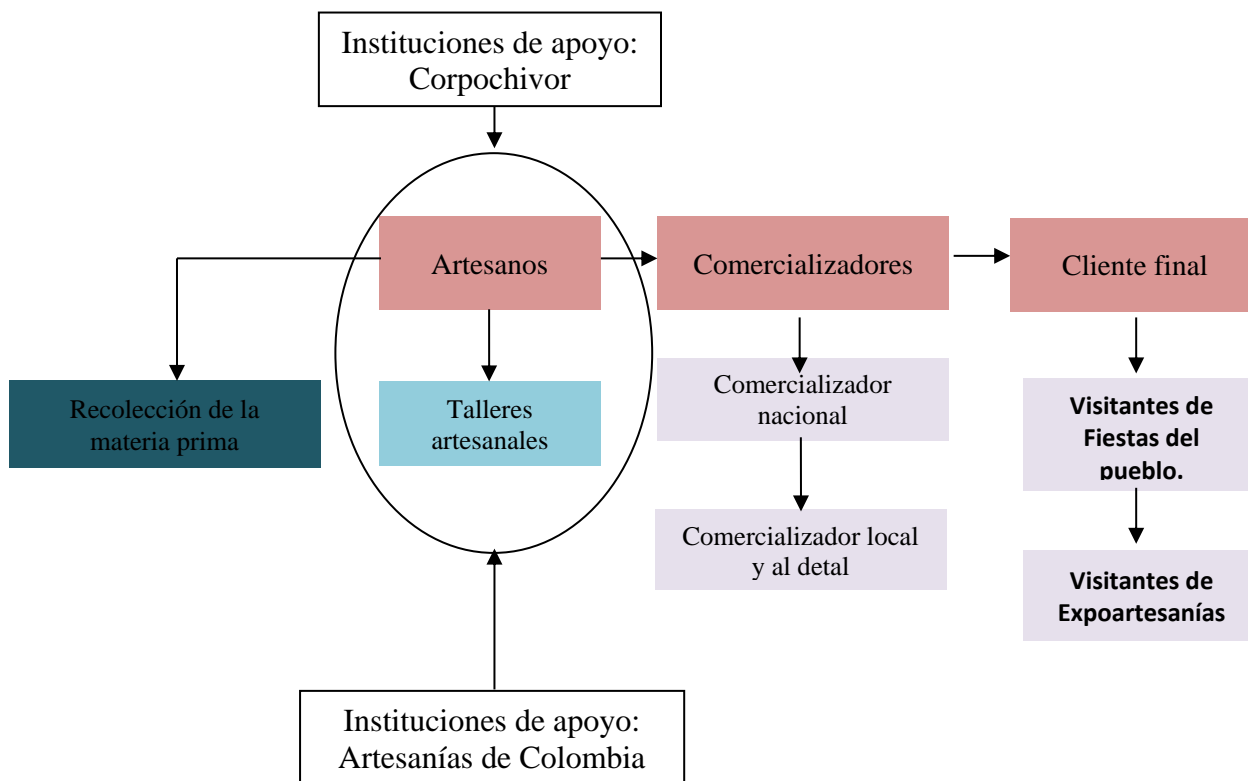 Instituciones de apoyo:
Corpochivor
Artesanos
Comercializadores
Cliente final
Recolección de la
materia prima
Talleres
artesanales
Comercializador
nacional
Visitantes de
Fiestas del
pueblo.
Comercializador local
y al detal
Visitantes de
Expoartesanías
Instituciones de apoyo:
Artesanías de Colombia